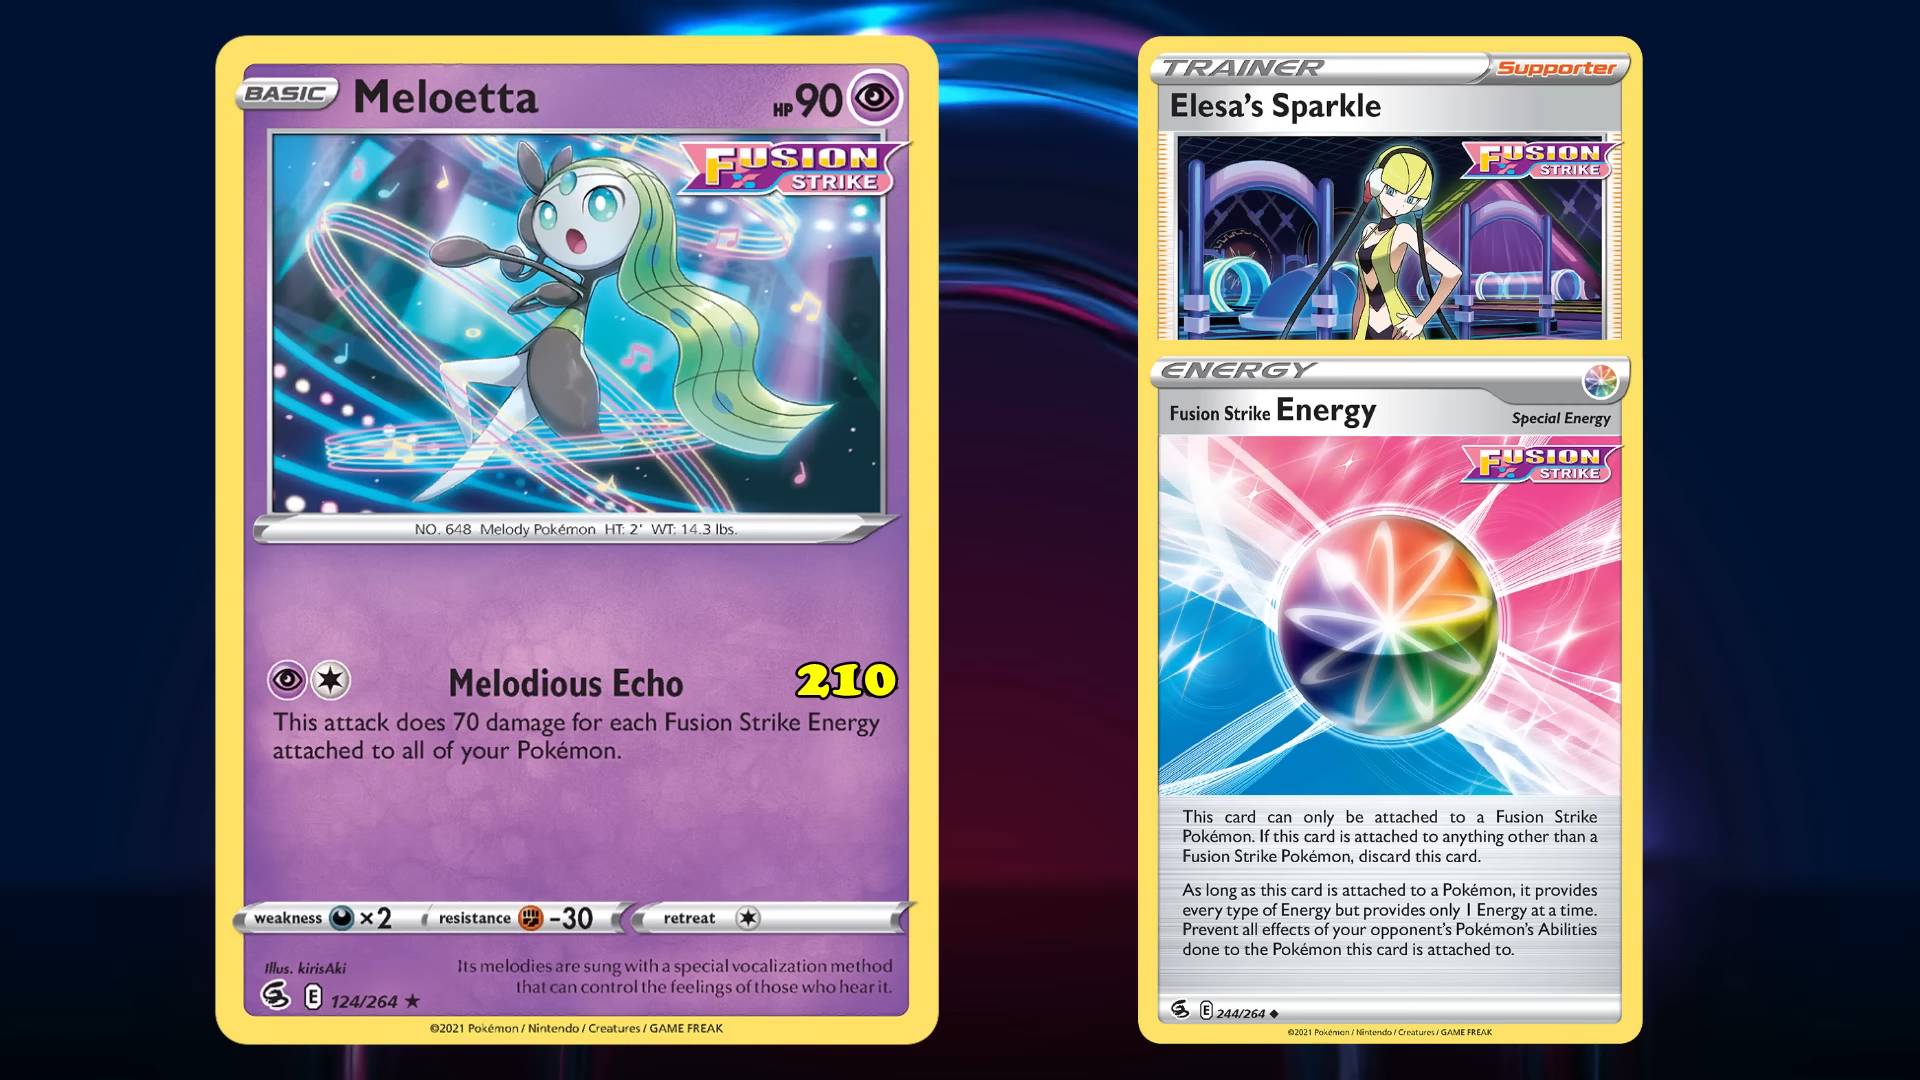 BASIC Meloetta HP 90
FUSION
STRIKE
NO. 648 Melody Pokémon HT: 2' WT: 14.3 lbs.
Melodious Echo 210
This attack does 70 damage for each Fusion Strike Energy
attached to all of your Pokémon.
weakness ×2 resistance -30 retreat
Illus. kirisAki
Its melodies are sung with a special vocalization method
that can control the feelings of those who hear it.
E 124/264 ★
©2021 Pokémon / Nintendo / Creatures / GAME FREAK
TRAINER Supporter
Elesa's Sparkle
FUSION
STRIKE
ENERGY
Fusion Strike Energy Special Energy
FUSION
STRIKE
This card can only be attached to a Fusion Strike
Pokémon. If this card is attached to anything other than a
Fusion Strike Pokémon, discard this card.
As long as this card is attached to a Pokémon, it provides
every type of Energy but provides only 1 Energy at a time.
Prevent all effects of your opponent's Pokémon's Abilities
done to the Pokémon this card is attached to.
E 244/264 ◆
©2021 Pokémon / Nintendo / Creatures / GAME FREAK